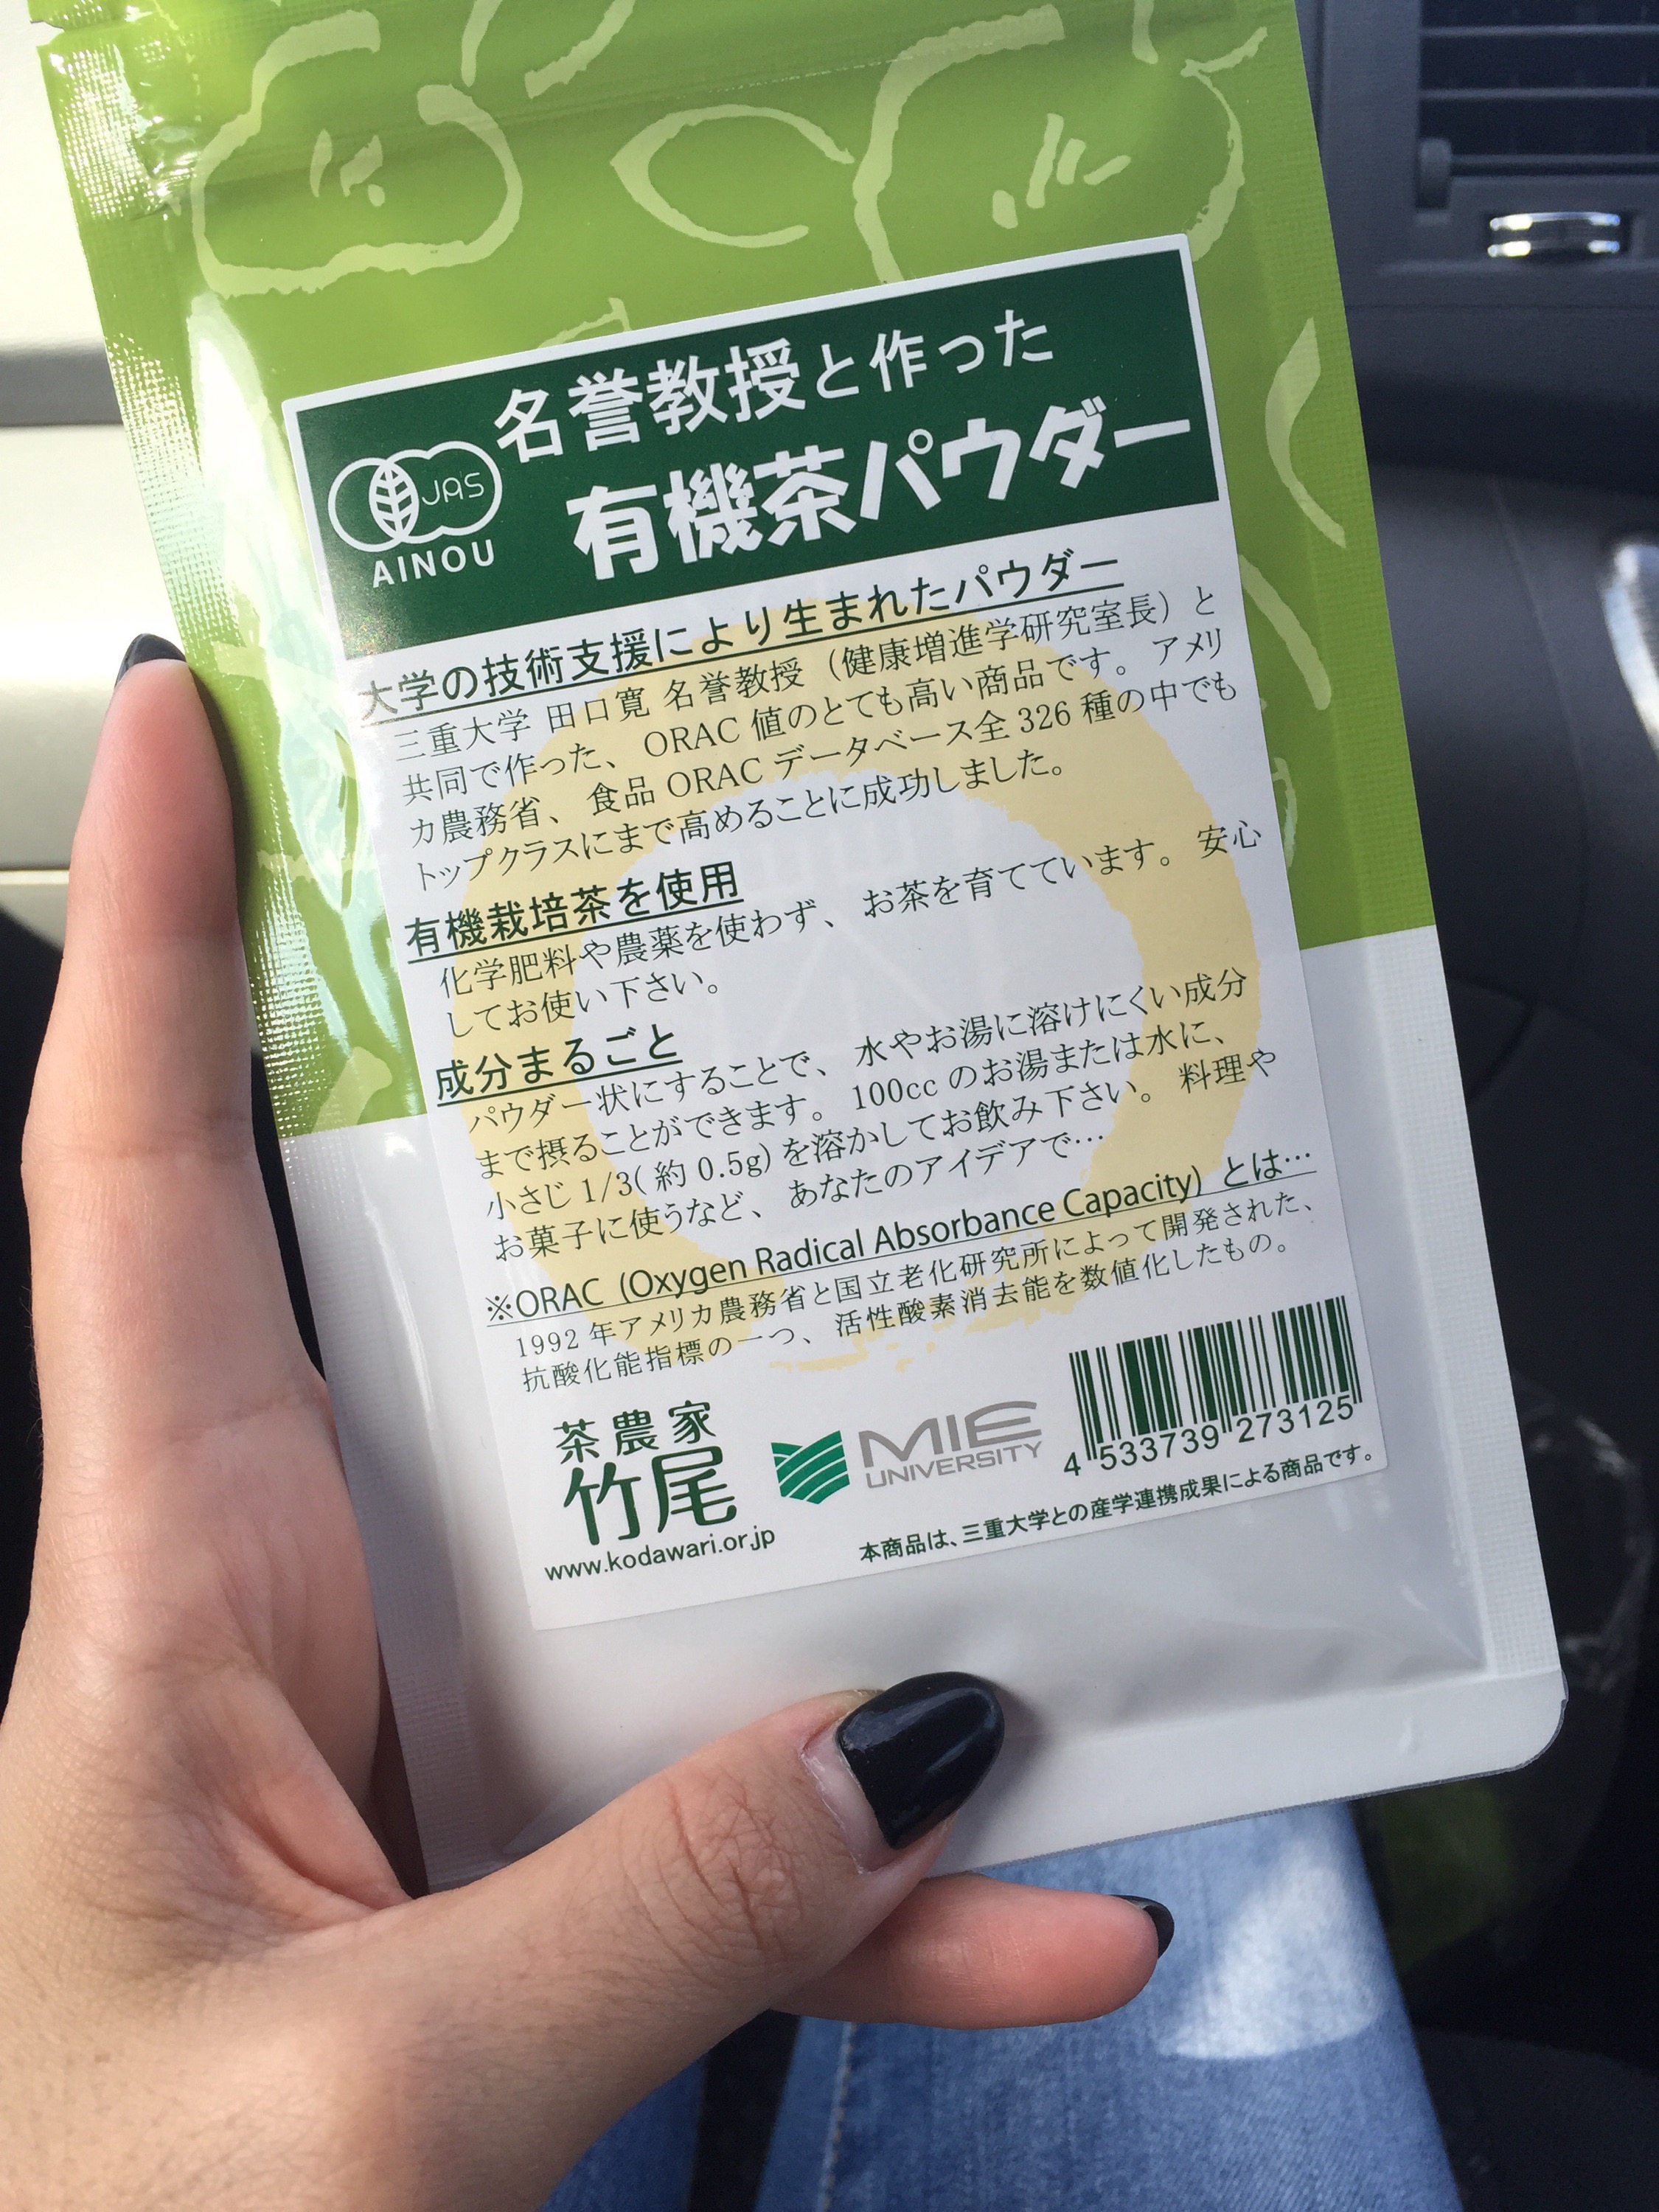 名誉教授と作った
有機茶パウダー
JAS
AINOU
大学の技術支援により生まれたパウダー
三重大学 田口寛 名誉教授（健康増進学研究室長）と
共同で作った、ORAC 値のとても高い商品です。アメリ
カ農務省、食品 ORAC データベース全 326 種の中でも
トップクラスにまで高めることに成功しました。
有機栽培茶を使用
化学肥料や農薬を使わず、お茶を育てています。安心
してお使い下さい。
成分まるごと
パウダー状にすることで、水やお湯に溶けにくい成分
まで摂ることができます。100cc のお湯または水に、
小さじ 1/3( 約 0.5g) を溶かしてお飲み下さい。料理や
お菓子に使うなど、あなたのアイデアで…
※ORAC（Oxygen Radical Absorbance Capacity）とは…
1992 年アメリカ農務省と国立老化研究所によって開発された、
抗酸化能指標の一つ、活性酸素消去能を数値化したもの。
茶農家
竹尾
www.kodawari.or.jp
MIE
UNIVERSITY
4 533739 273125
本商品は、三重大学との産学連携成果による商品です。